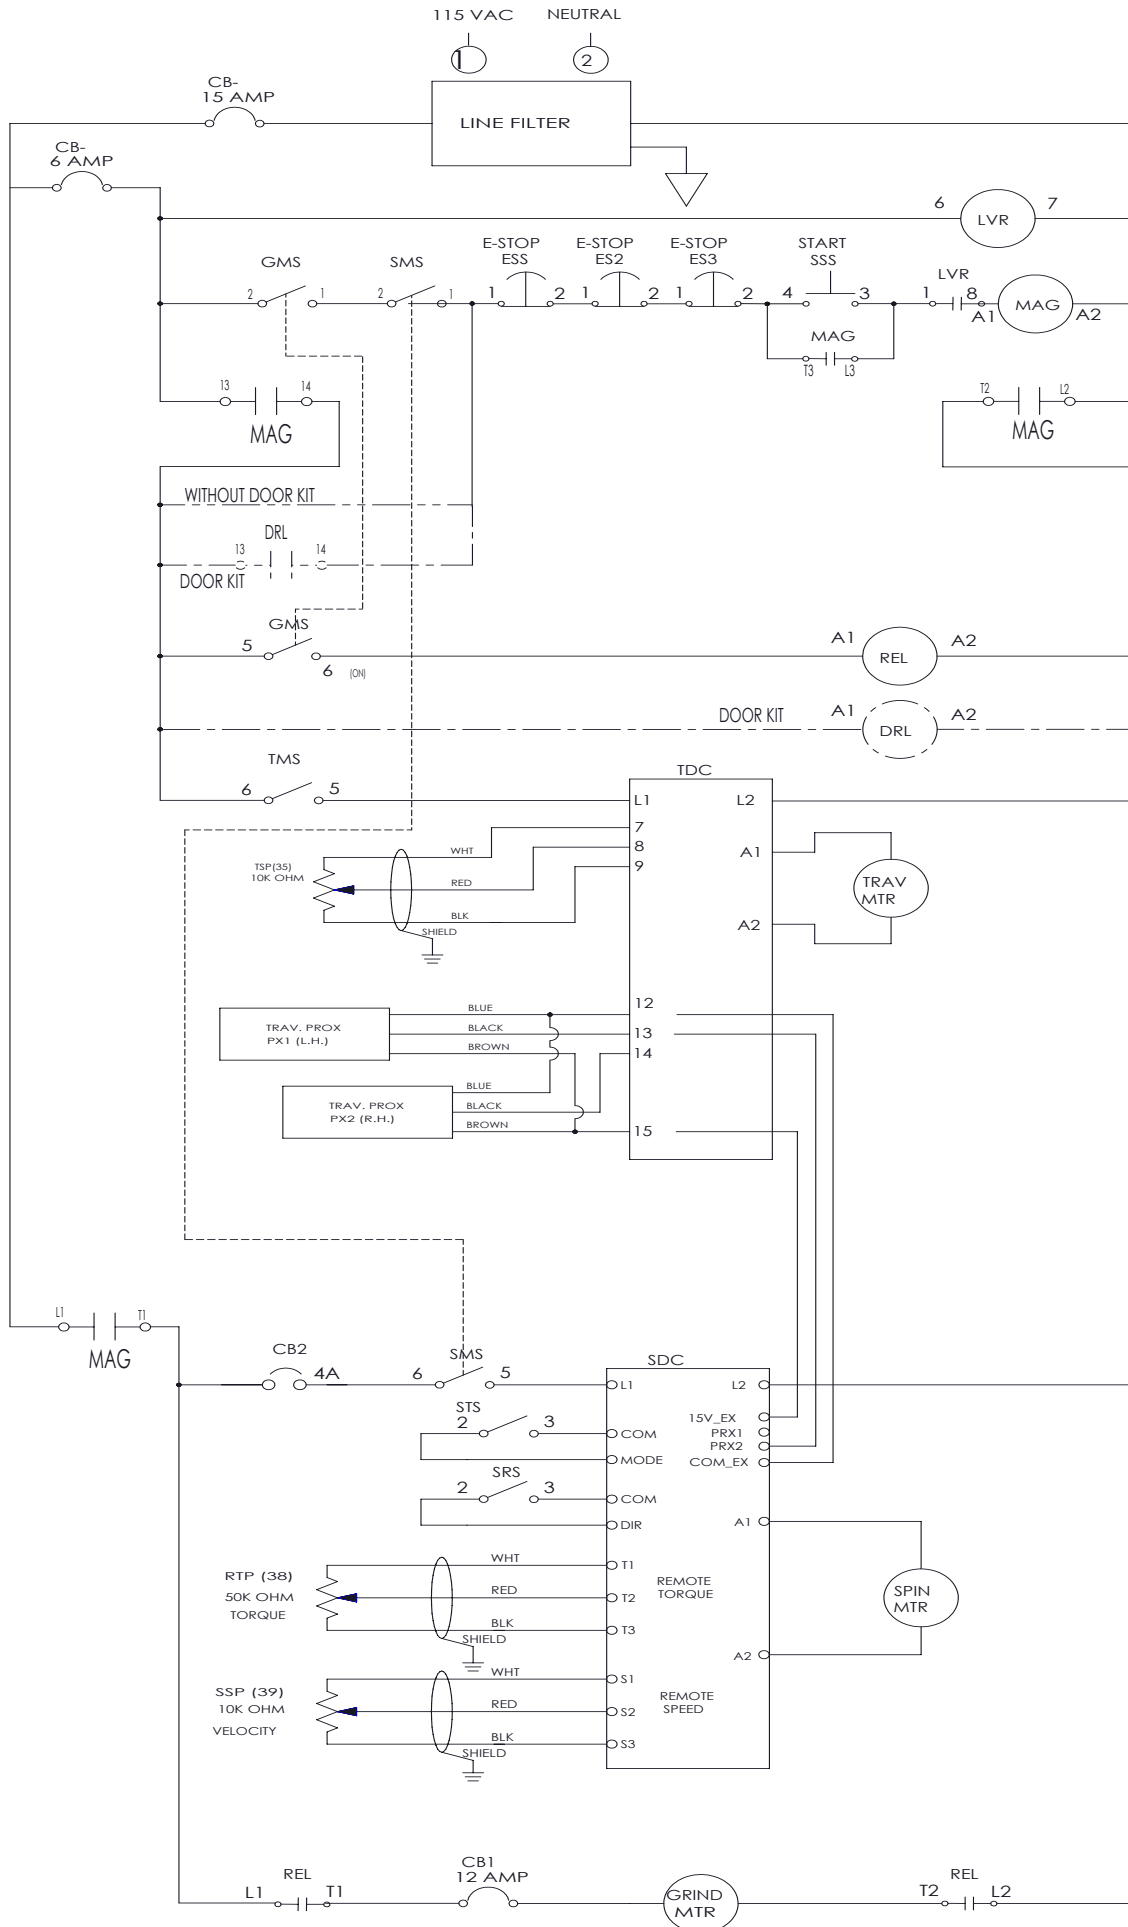 115 VAC NEUTRAL
1 2
CB-
15 AMP
LINE FILTER
CB-
6 AMP
6 LVR 7
GMS SMS E-STOP ESS E-STOP ES2 E-STOP ES3 START SSS
2 1 2 1 1 2 1 2 1 2 4 3 LVR 1 8 A1 MAG A2
MAG
T3 L3
13 14 T2 L2
MAG MAG
WITHOUT DOOR KIT
DRL
13 14
DOOR KIT
GMS
5 6 (ON) A1 REL A2
DOOR KIT A1 DRL A2
TMS
6 5
TDC
L1 L2
7
8
9
A1
A2
TRAV
MTR
WHT
TSP(35)
10K OHM
RED
BLK
SHIELD
12
13
14
15
BLUE
BLACK
BROWN
TRAV. PROX
PX1 (L.H.)
BLUE
BLACK
BROWN
TRAV. PROX
PX2 (R.H.)
L1 T1
MAG
CB2
4A
SMS
6 5
SDC
L1 L2
15V_EX
PRX1
PRX2
COM_EX
STS
2 3 COM
MODE
SRS
2 3 COM
DIR
A1
SPIN
MTR
A2
WHT T1
RTP (38)
50K OHM
TORQUE
RED T2
REMOTE
TORQUE
BLK T3
SHIELD
WHT S1
SSP (39)
10K OHM
VELOCITY
RED S2
REMOTE
SPEED
BLK S3
SHIELD
REL
L1 T1
CB1
12 AMP
GRIND
MTR
REL
T2 L2